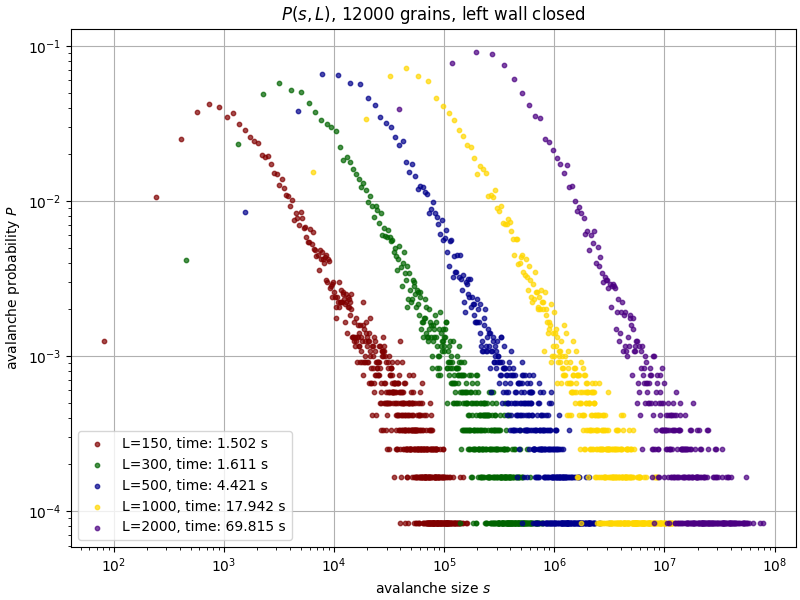 P(s, L), 12000 grains, left wall closed
avalanche probability P
10⁻¹
10⁻²
10⁻³
10⁻⁴
L=150, time: 1.502 s
L=300, time: 1.611 s
L=500, time: 4.421 s
L=1000, time: 17.942 s
L=2000, time: 69.815 s
10² 10³ 10⁴ 10⁵ 10⁶ 10⁷ 10⁸
avalanche size s